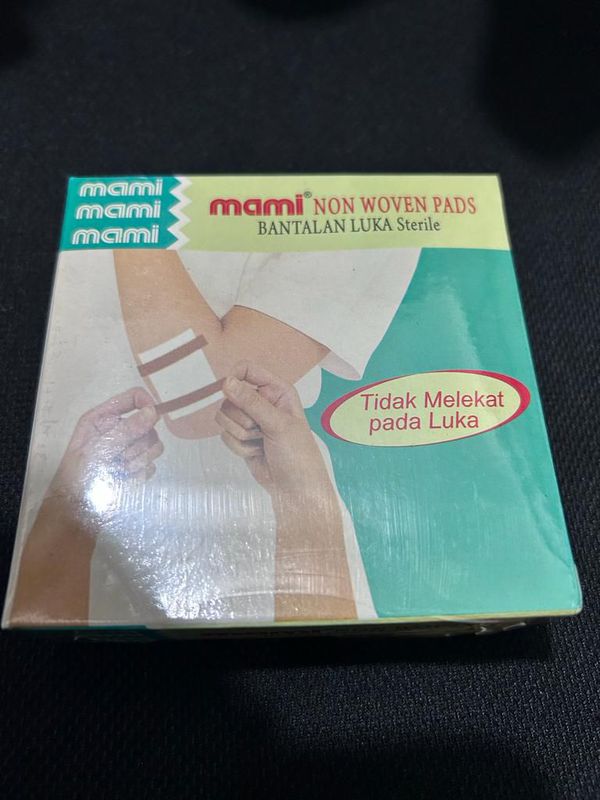 mami
mami
mami
mami® NON WOVEN PADS
BANTALAN LUKA Sterile
Tidak Melekat
pada Luka